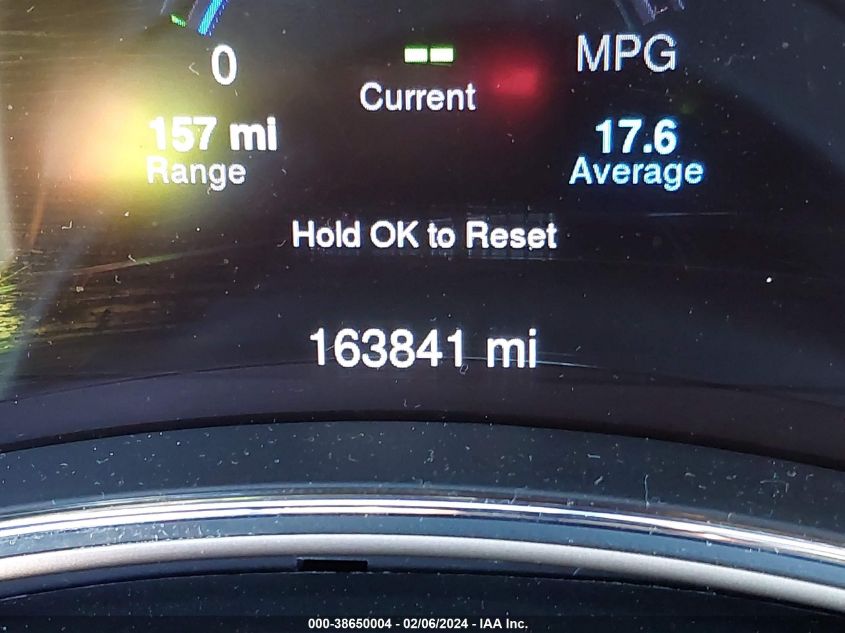 0 -- MPG
Current
157 mi 17.6
Range Average
Hold OK to Reset
163841 mi
000-38650004 - 02/06/2024 - IAA Inc.